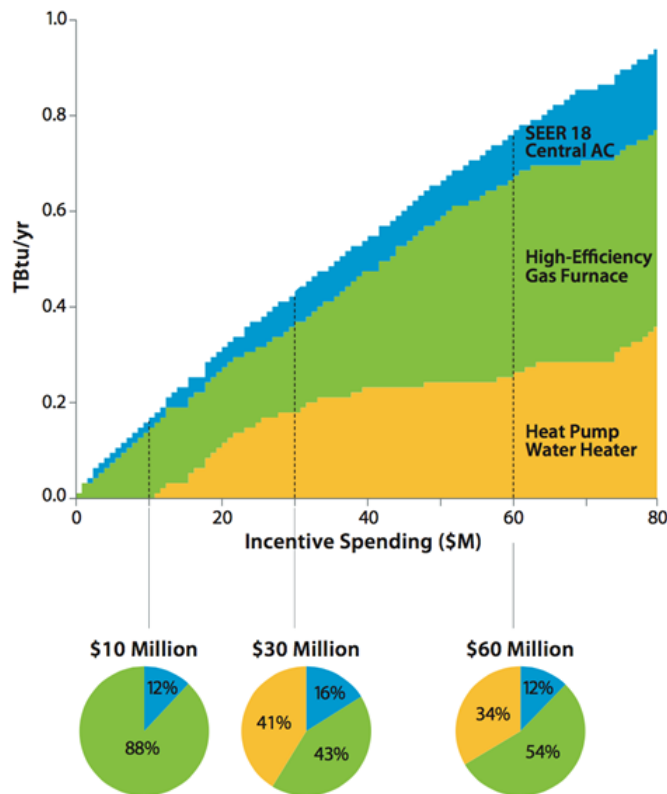 1.0
0.8
0.6
0.4
0.2
0.0
TBtu/yr
SEER 18
Central AC
High-Efficiency
Gas Furnace
Heat Pump
Water Heater
0 20 40 60 80
Incentive Spending ($M)
$10 Million $30 Million $60 Million
12% 16% 12%
41% 34%
88% 43% 54%